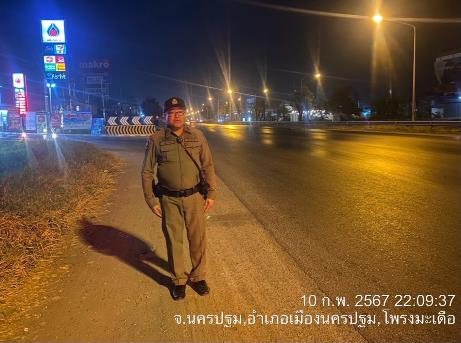 makro
10 ก.พ. 2567 22:09:37
จ.นครปฐม,อำเภอเมืองนครปฐม,โพรงมะเดื่อ